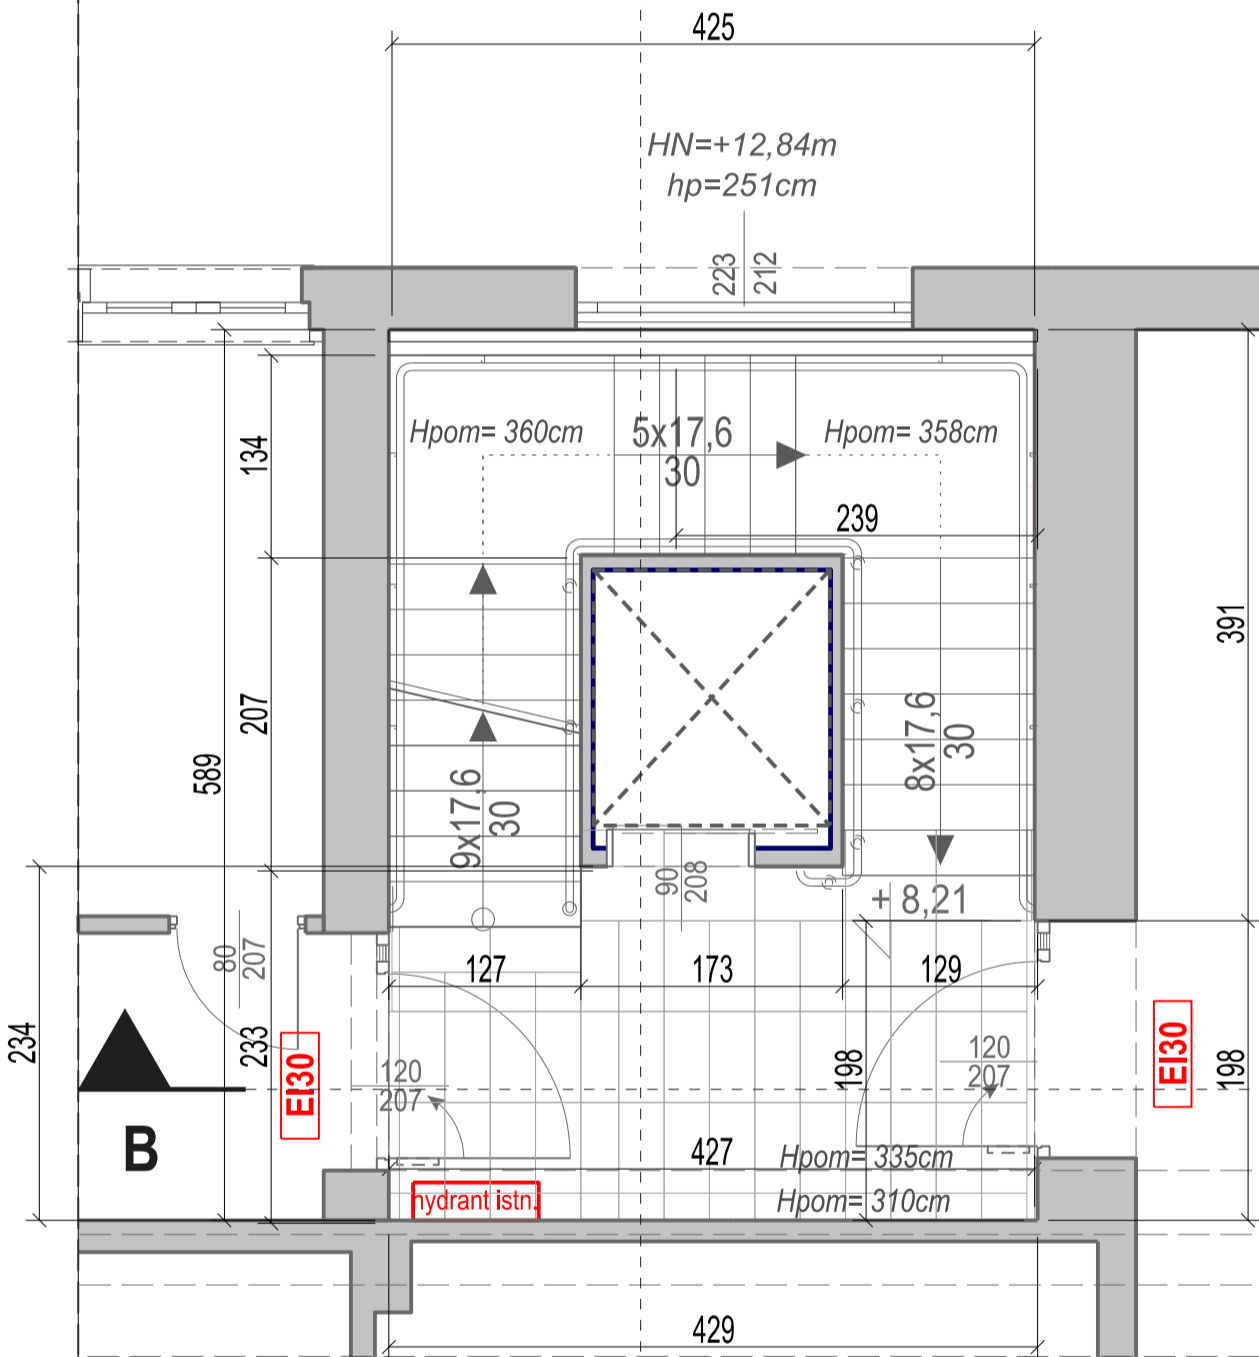 425
HN=+12,84m
hp=251cm
223
212
Hpom= 360cm
5x17,6
30
Hpom= 358cm
134
239
207
391
589
9x17,6
30
8x17,6
30
90
208
+ 8,21
80
207
127
173
129
234
233
EI30
120
207
198
120
207
EI30
198
B
427
Hpom= 335cm
hydrant istn.
Hpom= 310cm
429